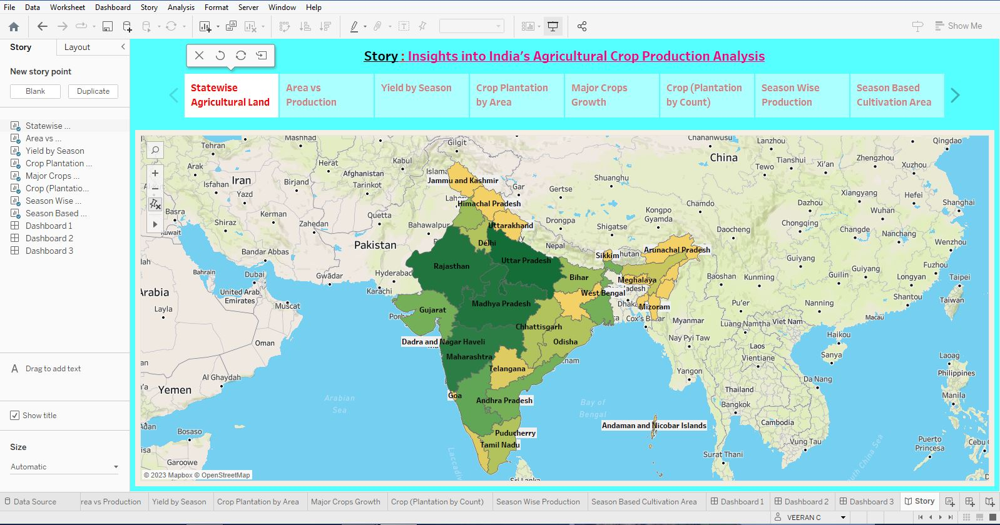 File Data Worksheet Dashboard Story Analysis Format Server Window Help
Show Me
Story Layout
New story point
Blank Duplicate
Statewise ...
Area vs ...
Yield by Season
Crop Plantation ...
Major Crops ...
Crop (Plantatio...
Season Wise ...
Season Based ...
Dashboard 1
Dashboard 2
Dashboard 3
A Drag to add text
Show title
Size
Automatic
Story : Insights into India's Agricultural Crop Production Analysis
Statewise
Agricultural Land
Area vs
Production
Yield by Season
Crop Plantation
by Area
Major Crops
Growth
Crop (Plantation
by Count)
Season Wise
Production
Season Based
Cultivation Area
Mashhad
Gilgit
Chananwusu
Lanzhou
Qingdao
Tehran
Kabul
China
Tianshui
Zhengzhou
Herat
Tewo
Xi'an
Xuzhou
Arak
Afghanistan
Islama
Iran
Birjand
Tarinkot
Jammu and Kashmir
Gar
Gertse
Shuanghu
Isfahan
Yazd
Xiangyang
Hefei
Lah
Himachal Pradesh
Chamdo
Dazhou
Shanghai
Basra
Kerman
Quetta
Kongpo
Gyamda
Wuhan
Shiraz
Zahedan
Bahawalpur
Uttarakhand
Drongpa
Shigatse
Daocheng
Chongqing
Changde
Nanchang
Kuwait
Pakistan
Delhi
Nepal
Wenzhou
Bandar Abbas
Sikkim
hutan
Arunachal Pradesh
Guiyang
Rajasthan
Uttar Pradesh
Fuzhou
Bahrain
Dubai
Gwādar
Hyderabad
Bihar
Meghalaya
Baoshan
Kunming
Guilin
Ganzhou
Longyan
Taipei
Arabia
United Arab
Emirates
Karachi
West Bengal
adesh
Layla
Muscat
Madhya Pradesh
Dhaka
Mizoram
Pu'er
Nanning
Shantou
Taiwan
Gujarat
Cox's B
ar
Myanmar
Luang Namtha
Viet Nam
Macau
Chhattisgarh
Oman
Dadra and Nagar Haveli
Odisha
Nay Pyi Taw
Laos
Haikou
Maharashtra
nam
Vientiane
Sanya
Laoag
Telangana
Yangon
Philippines
Al Ghaydah
Da Nang
Yemen
Arabian
Sea
Goa
Andhra Pradesh
Bay of
Bengal
Thailand
Manila
Bangkok
Andaman and Nicobar Islands
Cambodia
Bosaso
Puducherry
Tamil Nadu
Vung Tau
Puerto
Princesa
Cebu
Garoowe
Laccadiv
Surat Thani
outh China Sea
Sri Lanka
© 2023 Mapbox © OpenStreetMap
Data Source rea vs Production Yield by Season Crop Plantation by Area Major Crops Growth Crop (Plantation by Count) Season Wise Production Season Based Cultivation Area Dashboard 1 Dashboard 2 Dashboard 3 Story
VEERAN C